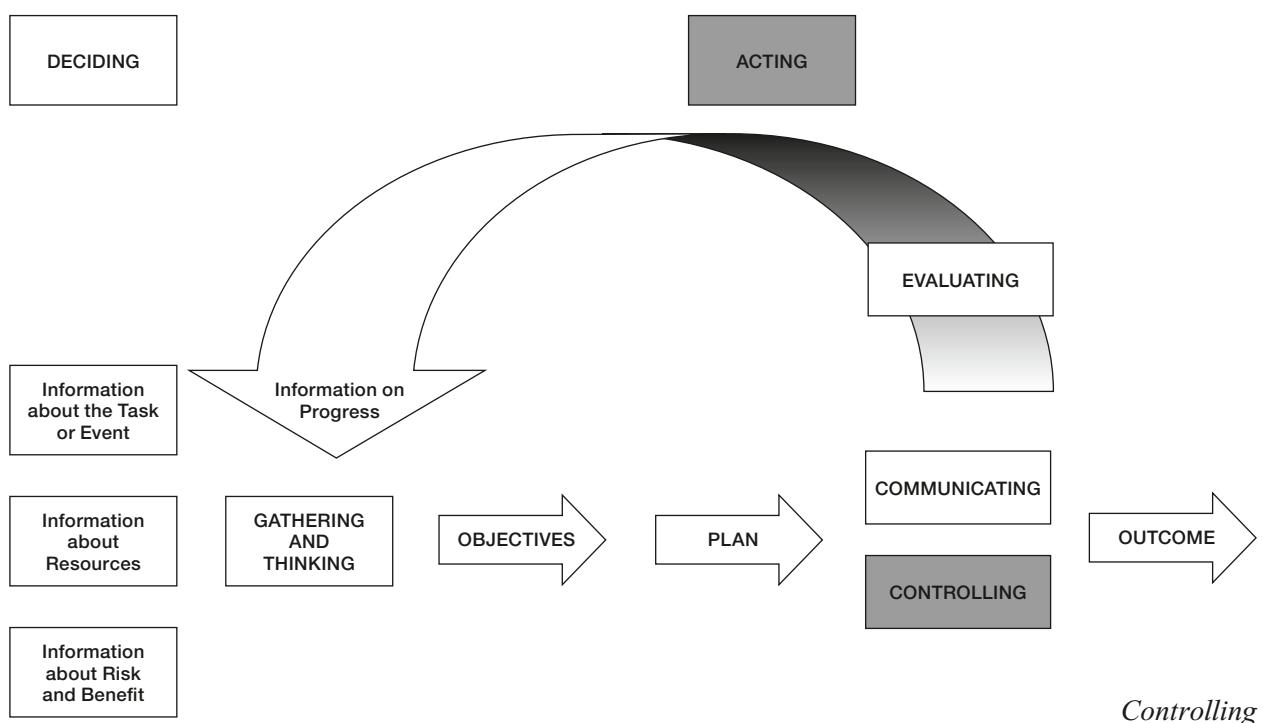 DECIDING
ACTING
EVALUATING
Information
about the Task
or Event
Information on
Progress
Information
about
Resources
GATHERING
AND
THINKING
OBJECTIVES
PLAN
COMMUNICATING
CONTROLLING
OUTCOME
Information
about Risk
and Benefit
Controlling